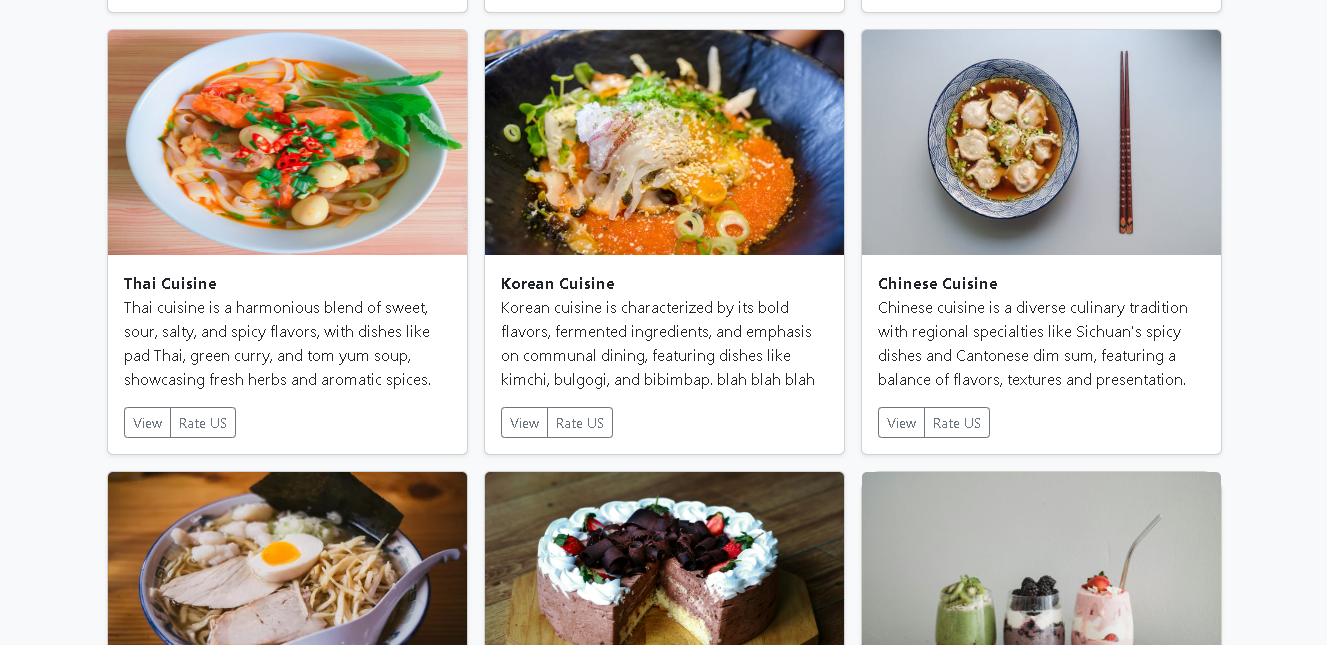 Thai Cuisine
Thai cuisine is a harmonious blend of sweet,
sour, salty, and spicy flavors, with dishes like
pad Thai, green curry, and tom yum soup,
showcasing fresh herbs and aromatic spices.
View
Rate US
Korean Cuisine
Korean cuisine is characterized by its bold
flavors, fermented ingredients, and emphasis
on communal dining, featuring dishes like
kimchi, bulgogi, and bibimbap. blah blah blah
View
Rate US
Chinese Cuisine
Chinese cuisine is a diverse culinary tradition
with regional specialties like Sichuan's spicy
dishes and Cantonese dim sum, featuring a
balance of flavors, textures and presentation.
View
Rate US